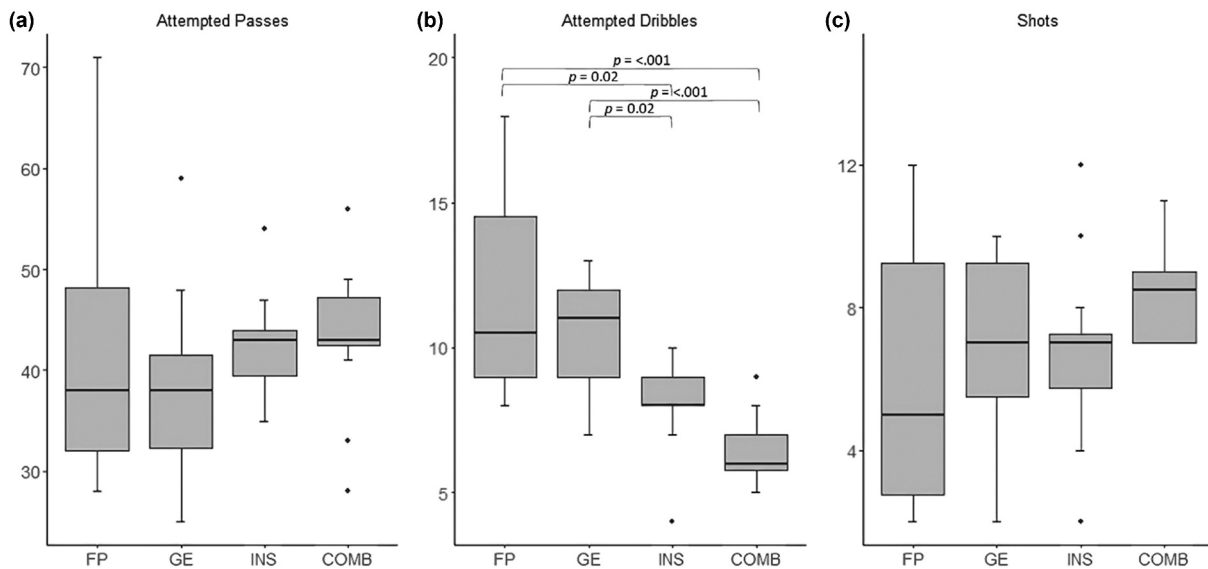 (a) Attempted Passes
70
60
50
40
30
FP GE INS COMB
(b) Attempted Dribbles
20
15
10
5
p = <.001
p = 0.02
p = <.001
p = 0.02
FP GE INS COMB
(c) Shots
12
8
4
FP GE INS COMB